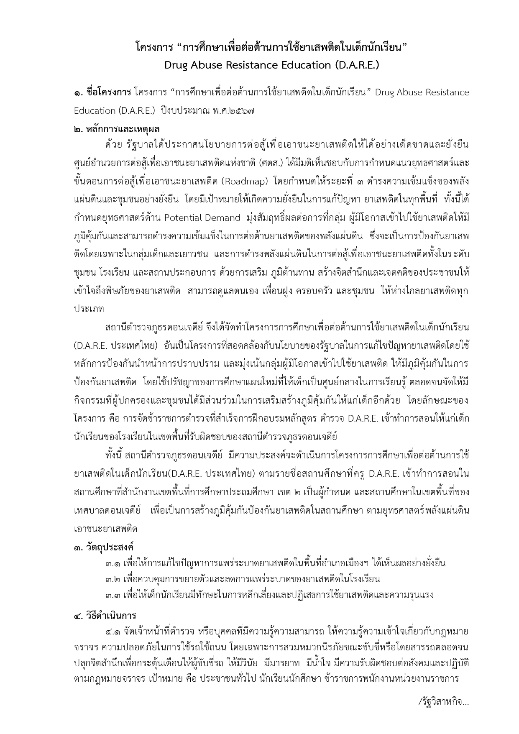 โครงการ “การศึกษาเพื่อต่อต้านการใช้ยาเสพติดในเด็กนักเรียน”
Drug Abuse Resistance Education (D.A.R.E.)
๑. ชื่อโครงการ โครงการ “การศึกษาเพื่อต่อต้านการใช้ยาเสพติดในเด็กนักเรียน” Drug Abuse Resistance
Education (D.A.R.E.) ปีงบประมาณ พ.ศ.๒๕๖๗
๒. หลักการและเหตุผล
ด้วย รัฐบาลได้ประกาศนโยบายการต่อสู้เพื่อเอาชนะยาเสพติดให้ได้อย่างเด็ดขาดและยั่งยืน
ศูนย์อำนวยการต่อสู้เพื่อเอาชนะยาเสพติดแห่งชาติ (ศตส.) ได้มีมติเห็นชอบกับการกำหนดแนวยุทธศาสตร์และ
ขั้นตอนการต่อสู้เพื่อเอาชนะยาเสพติด (Roadmap) โดยกำหนดให้ระยะที่ ๓ ดำรงความเข้มแข็งของพลัง
แผ่นดินและชุมชนอย่างยั่งยืน โดยมีเป้าหมายให้เกิดความยั่งยืนในการแก้ปัญหา ยาเสพติดในทุกพื้นที่ ทั้งนี้ได้
กำหนดยุทธศาสตร์ด้าน Potential Demand มุ่งสัมฤทธิ์ผลต่อการที่กลุ่ม ผู้มีโอกาสเข้าไปใช้ยาเสพติดให้มี
ภูมิคุ้มกันและสามารถดำรงความเข้มแข็งในการต่อต้านยาเสพติดของพลังแผ่นดิน ซึ่งจะเป็นการป้องกันยาเสพ
ติดโดยเฉพาะในกลุ่มเด็กและเยาวชน และการดำรงพลังแผ่นดินในการต่อสู้เพื่อเอาชนะยาเสพติดทั้งในระดับ
ชุมชน โรงเรียน และสถานประกอบการ ด้วยการเสริม ภูมิต้านทาน สร้างจิตสำนึกและเจตคติของประชาชนให้
เข้าใจถึงพิษภัยของยาเสพติด สามารถดูแลตนเอง เพื่อนฝูง ครอบครัว และชุมชน ให้ห่างไกลยาเสพติดทุก
ประเภท
สถานีตำรวจภูธรดอนเจดีย์ จึงได้จัดทำโครงการการศึกษาเพื่อต่อต้านการใช้ยาเสพติดในเด็กนักเรียน
(D.A.R.E. ประเทศไทย) อันเป็นโครงการที่สอดคล้องกับนโยบายของรัฐบาลในการแก้ไขปัญหายาเสพติดโดยใช้
หลักการป้องกันนำหน้าการปราบปราม และมุ่งเน้นกลุ่มผู้มีโอกาสเข้าไปใช้ยาเสพติด ให้มีภูมิคุ้มกันในการ
ป้องกันยาเสพติด โดยใช้ปรัชญาของการศึกษาแผนใหม่ที่ให้เด็กเป็นศูนย์กลางในการเรียนรู้ ตลอดจนจัดให้มี
กิจกรรมที่ผู้ปกครองและชุมชนได้มีส่วนร่วมในการเสริมสร้างภูมิคุ้มกันให้แก่เด็กอีกด้วย โดยลักษณะของ
โครงการ คือ การจัดข้าราชการตำรวจที่สำเร็จการฝึกอบรมหลักสูตร ตำรวจ D.A.R.E. เข้าทำการสอนให้แก่เด็ก
นักเรียนของโรงเรียนในเขตพื้นที่รับผิดชอบของสถานีตำรวจภูธรดอนเจดีย์
ทั้งนี้ สถานีตำรวจภูธรดอนเจดีย์ มีความประสงค์จะดำเนินการโครงการการศึกษาเพื่อต่อต้านการใช้
ยาเสพติดในเด็กนักเรียน(D.A.R.E. ประเทศไทย) ตามรายชื่อสถานศึกษาที่ครู D.A.R.E. เข้าทำการสอนใน
สถานศึกษาที่สำนักงานเขตพื้นที่การศึกษาประถมศึกษา เขต ๒ เป็นผู้กำหนด และสถานศึกษาในเขตพื้นที่ของ
เทศบาลดอนเจดีย์ เพื่อเป็นการสร้างภูมิคุ้มกันป้องกันยาเสพติดในสถานศึกษา ตามยุทธศาสตร์พลังแผ่นดิน
เอาชนะยาเสพติด
๓. วัตถุประสงค์
๓.๑ เพื่อให้การแก้ไขปัญหาการแพร่ระบาดยาเสพติดในพื้นที่อำเภอเมืองฯ ได้เห็นผลอย่างยั่งยืน
๓.๒ เพื่อควบคุมการขยายตัวและลดการแพร่ระบาดของยาเสพติดในโรงเรียน
๓.๓ เพื่อให้เด็กนักเรียนมีทักษะในการหลีกเลี่ยงและปฏิเสธการใช้ยาเสพติดและความรุนแรง
๔. วิธีดำเนินการ
๔.๑ จัดเจ้าหน้าที่ตำรวจ หรือบุคคลที่มีความรู้ความสามารถ ให้ความรู้ความเข้าใจเกี่ยวกับกฎหมาย
จราจร ความปลอดภัยในการใช้รถใช้ถนน โดยเฉพาะการสวมหมวกนิรภัยขณะขับขี่หรือโดยสารรถตลอดจน
ปลุกจิตสำนึกเพื่อกระตุ้นเตือนให้ผู้ขับขี่รถ ให้มีวินัย มีมารยาท มีน้ำใจ มีความรับผิดชอบต่อสังคมและปฏิบัติ
ตามกฎหมายจราจร เป้าหมาย คือ ประชาชนทั่วไป นักเรียนนักศึกษา ข้าราชการพนักงานหน่วยงานราชการ
/รัฐวิสาหกิจ...